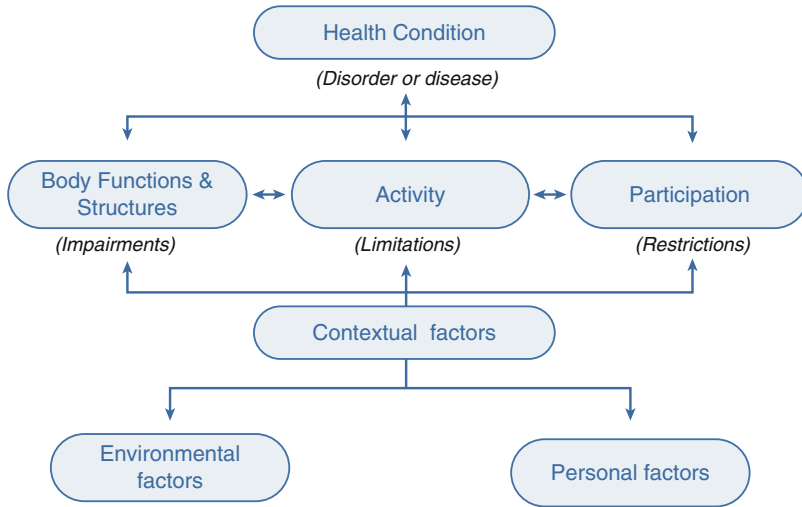 Health Condition
(Disorder or disease)
Body Functions &
Structures
(Impairments)
Activity
(Limitations)
Participation
(Restrictions)
Contextual factors
Environmental
factors
Personal factors